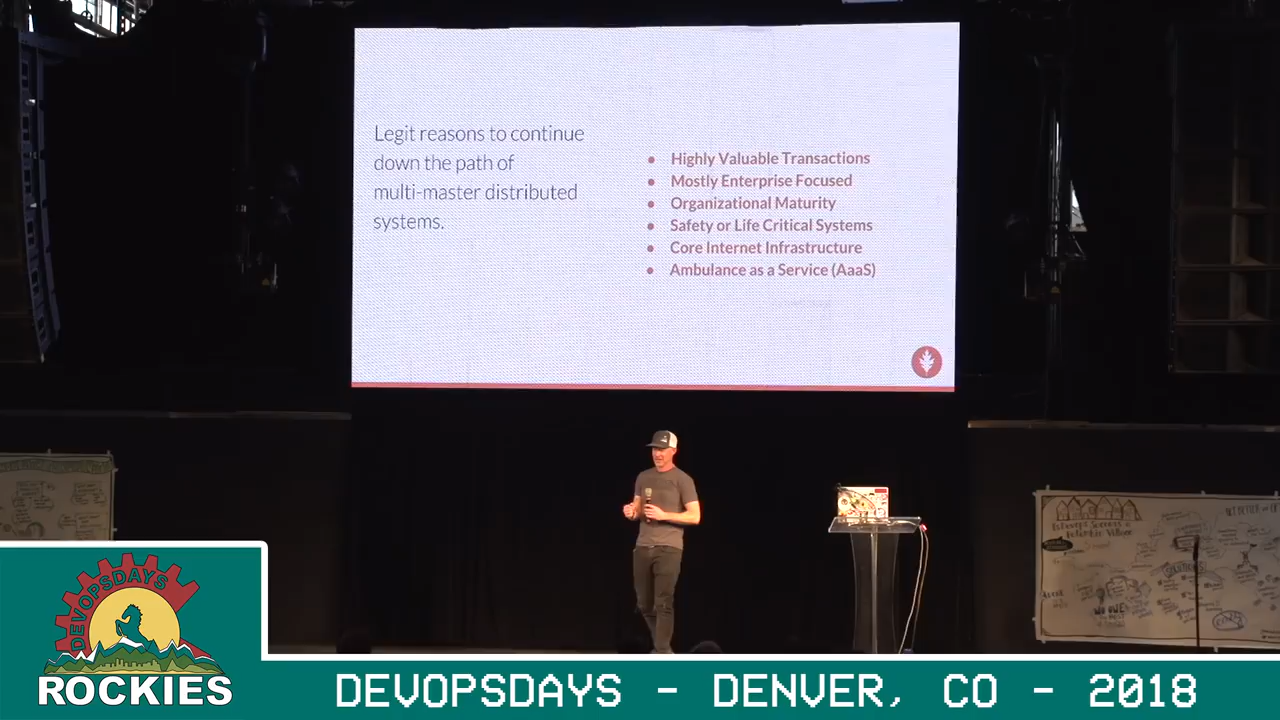 Legit reasons to continue
down the path of
multi-master distributed
systems.
● Highly Valuable Transactions
● Mostly Enterprise Focused
● Organizational Maturity
● Safety or Life Critical Systems
● Core Internet Infrastructure
● Ambulance as a Service (AaaS)
DEVOPSDAYS
ROCKIES
DEVOPSDAYS - DENVER, CO - 2018